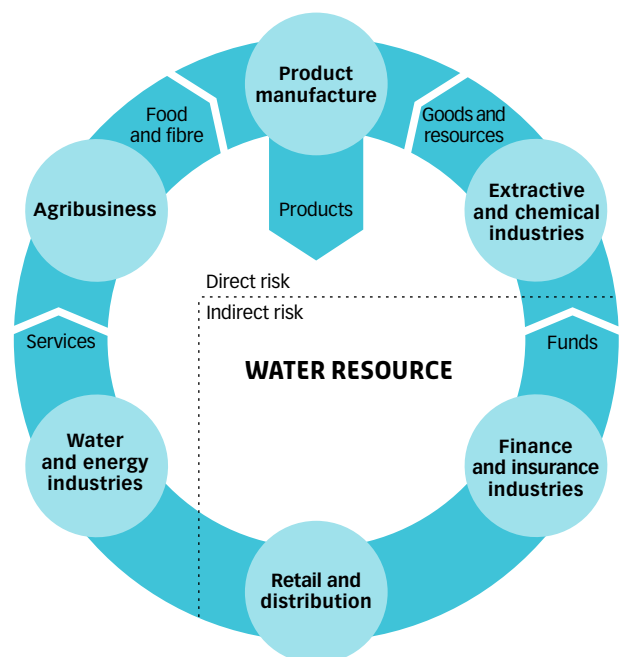 Product
manufacture
Food
and fibre
Goods and
resources
Agribusiness
Products
Extractive
and chemical
industries
Direct risk
Indirect risk
Services
Funds
WATER RESOURCE
Water
and energy
industries
Finance
and insurance
industries
Retail and
distribution